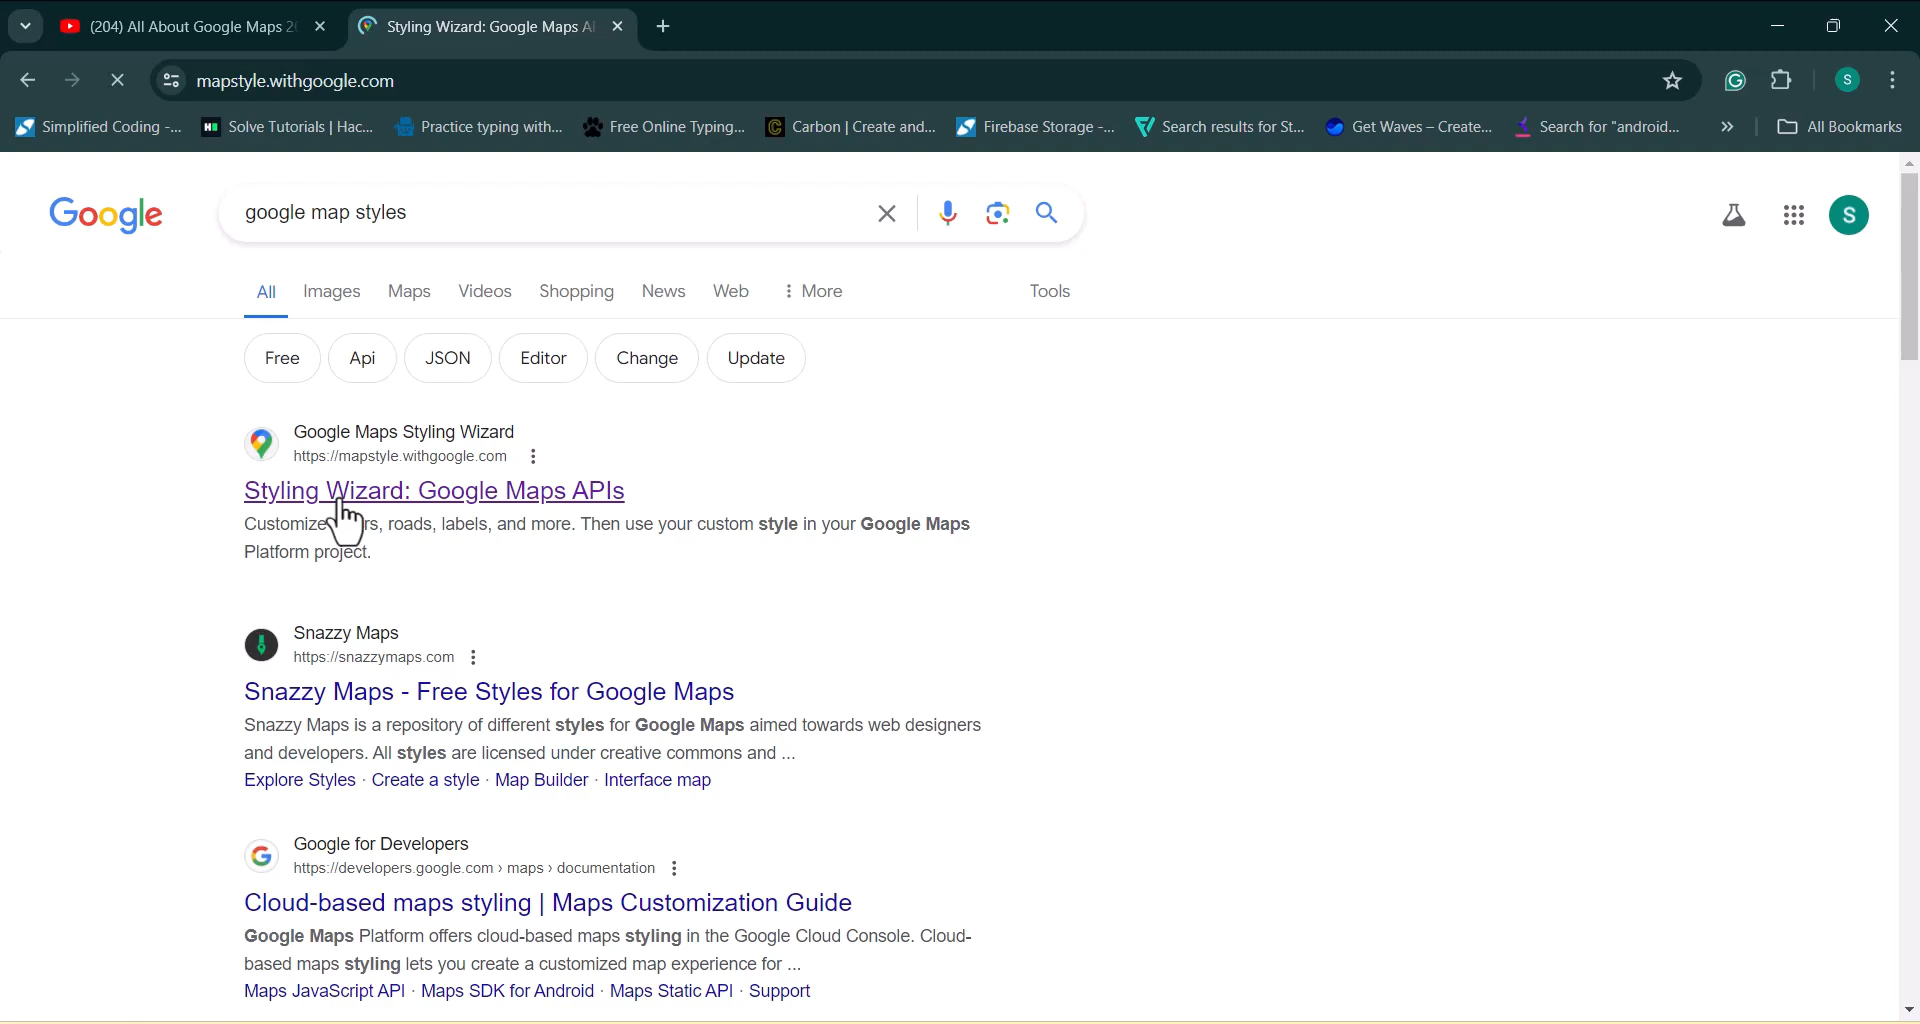 (204) All About Google Maps 2
Styling Wizard: Google Maps A
mapstyle.withgoogle.com
S
Simplified Coding -...
Solve Tutorials | Hac...
Practice typing with...
Free Online Typing...
Carbon | Create and...
Firebase Storage -...
Search results for St...
Get Waves – Create...
Search for "android...
»
All Bookmarks
Google
google map styles
S
All
Images
Maps
Videos
Shopping
News
Web
More
Tools
Free
Api
JSON
Editor
Change
Update
Google Maps Styling Wizard
https://mapstyle.withgoogle.com
Styling Wizard: Google Maps APIs
Customize rs, roads, labels, and more. Then use your custom style in your Google Maps
Platform project.
Snazzy Maps
https://snazzymaps.com
Snazzy Maps - Free Styles for Google Maps
Snazzy Maps is a repository of different styles for Google Maps aimed towards web designers
and developers. All styles are licensed under creative commons and ...
Explore Styles · Create a style · Map Builder · Interface map
Google for Developers
https://developers.google.com › maps › documentation
Cloud-based maps styling | Maps Customization Guide
Google Maps Platform offers cloud-based maps styling in the Google Cloud Console. Cloud-
based maps styling lets you create a customized map experience for ...
Maps JavaScript API · Maps SDK for Android · Maps Static API · Support